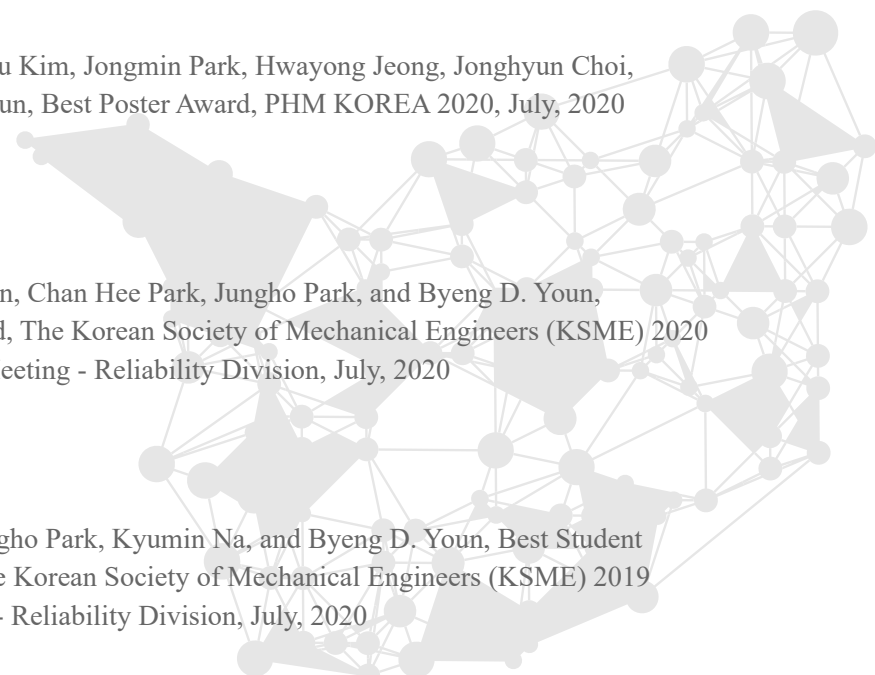 u Kim, Jongmin Park, Hwayong Jeong, Jonghyun Choi,
un, Best Poster Award, PHM KOREA 2020, July, 2020
n, Chan Hee Park, Jungho Park, and Byeng D. Youn,
d, The Korean Society of Mechanical Engineers (KSME) 2020
eeting - Reliability Division, July, 2020
gho Park, Kyumin Na, and Byeng D. Youn, Best Student
e Korean Society of Mechanical Engineers (KSME) 2019
- Reliability Division, July, 2020